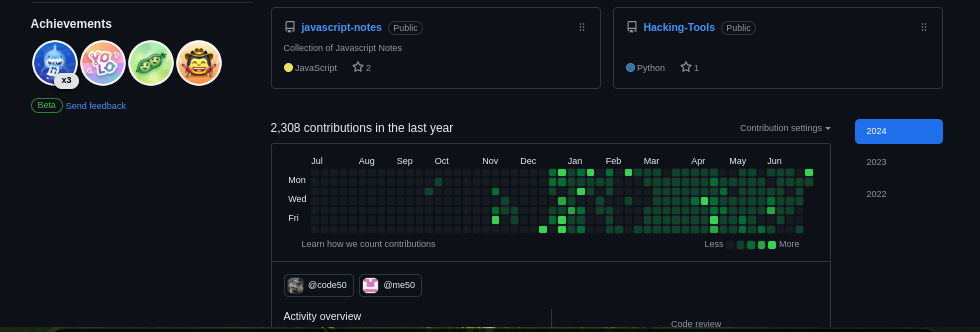 Achievements
YOLO
x3
Beta Send feedback
javascript-notes Public
Collection of Javascript Notes
JavaScript 2
Hacking-Tools Public
Python 1
2,308 contributions in the last year
Contribution settings
2024
2023
2022
Jul Aug Sep Oct Nov Dec Jan Feb Mar Apr May Jun
Mon
Wed
Fri
Learn how we count contributions
Less More
@code50 @me50
Activity overview
Code review